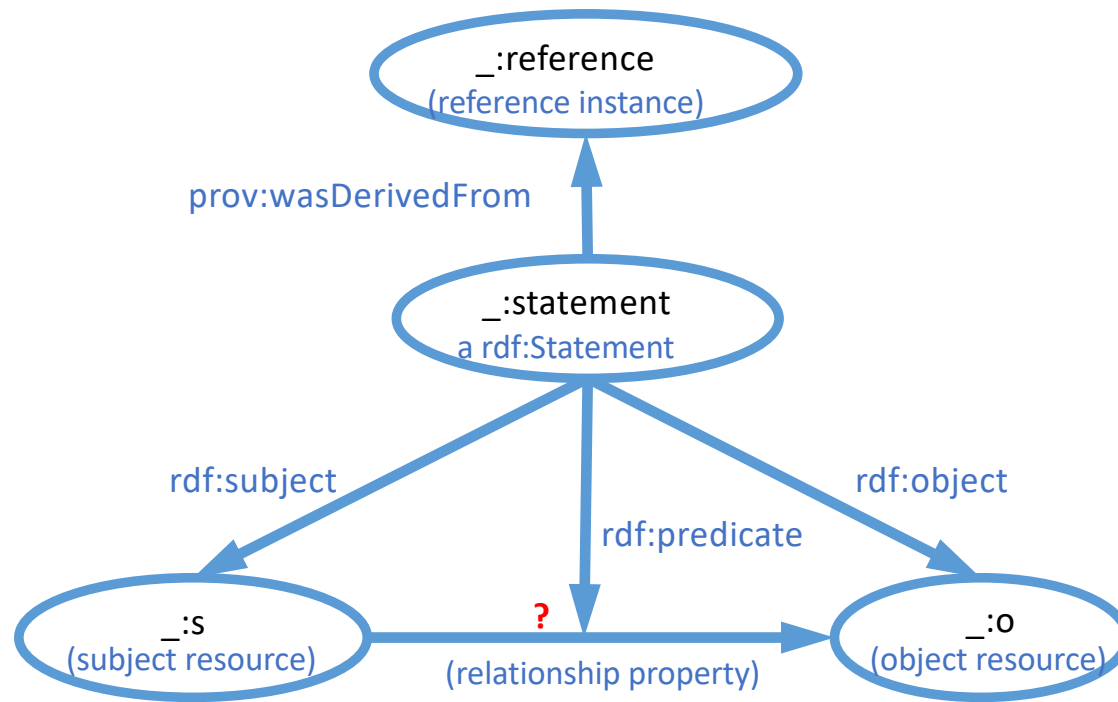 _:reference
(reference instance)
prov:wasDerivedFrom
_:statement
a rdf:Statement
rdf:subject
rdf:object
rdf:predicate
?
_:s
(subject resource)
(relationship property)
_:o
(object resource)